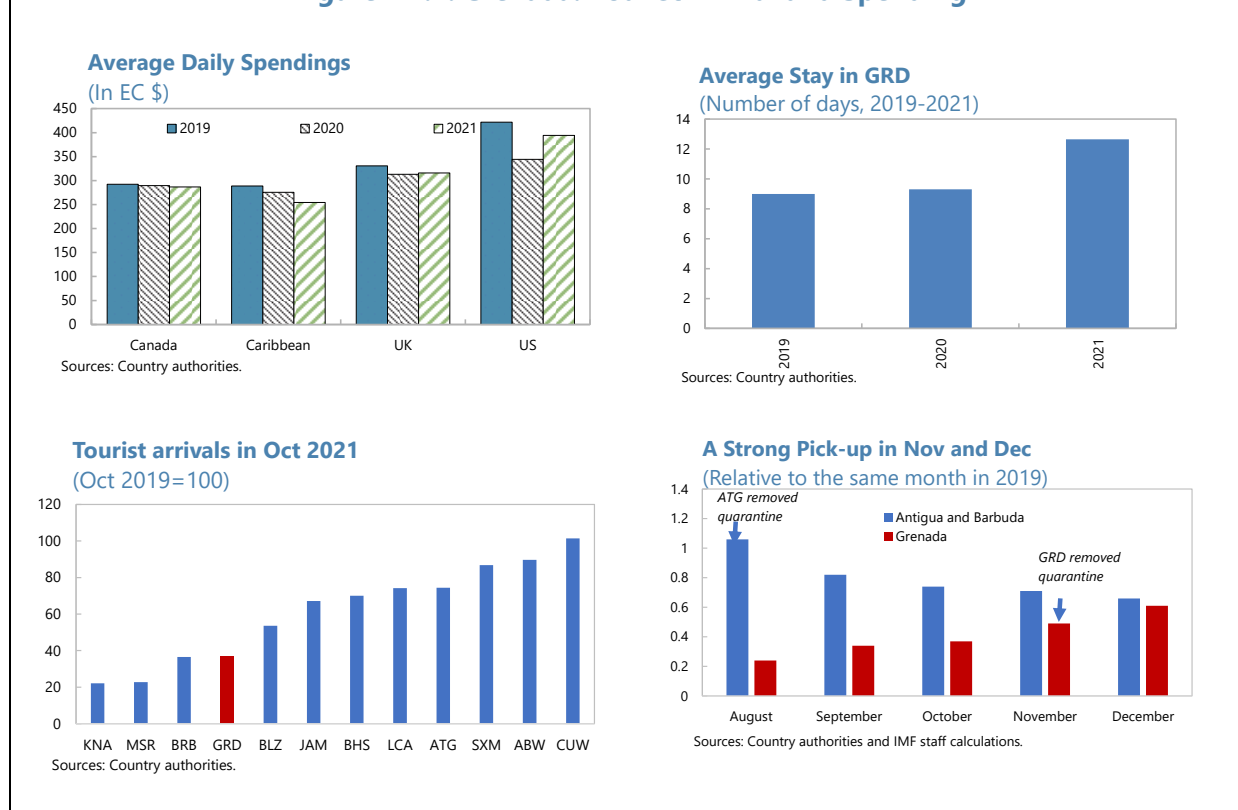 Average Daily Spendings
(In EC $)
450
400
350
300
250
200
150
100
50
0
2019
2020
2021
Canada
Caribbean
UK
US
Sources: Country authorities.
Average Stay in GRD
(Number of days, 2019-2021)
14
12
10
8
6
4
2
0
2019
2020
2021
Sources: Country authorities.
Tourist arrivals in Oct 2021
(Oct 2019=100)
120
100
80
60
40
20
0
KNA MSR BRB GRD BLZ JAM BHS LCA ATG SXM ABW CUW
Sources: Country authorities.
A Strong Pick-up in Nov and Dec
(Relative to the same month in 2019)
1.4
1.2
1
0.8
0.6
0.4
0.2
0
ATG removed
quarantine
Antigua and Barbuda
Grenada
GRD removed
quarantine
August
September
October
November
December
Sources: Country authorities and IMF staff calculations.